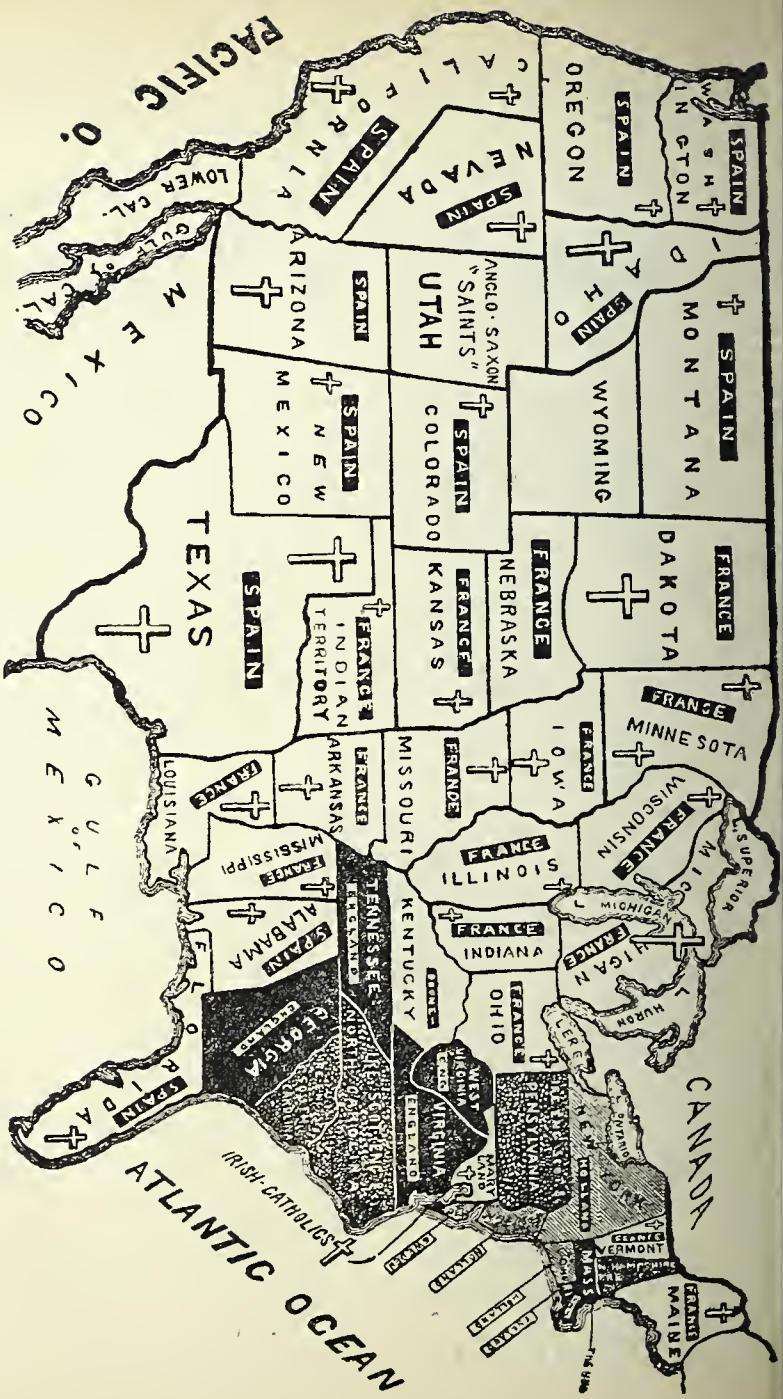 PACIFIC O.
WASHINGTON
SPAIN
OREGON
SPAIN
CALIFORNIA
SPAIN
NEVADA
SPAIN
IDAHO
SPAIN
MONTANA
SPAIN
WYOMING
ANGLO-SAXON
"SAINTS"
UTAH
ARIZONA
SPAIN
LOWER CAL.
GULF OF CAL.
MEXICO
SPAIN
NEW
MEXICO
SPAIN
COLORADO
FRANCE
DAKOTA
FRANCE
NEBRASKA
FRANCE
KANSAS
FRANCE
INDIAN
TERRITORY
SPAIN
TEXAS
FRANCE
MINNESOTA
FRANCE
IOWA
FRANCE
MISSOURI
FRANCE
ARKANSAS
FRANCE
LOUISIANA
L. SUPERIOR
WISCONSIN
FRANCE
MICHIGAN
FRANCE
L. MICHIGAN
L. HURON
FRANCE
ILLINOIS
FRANCE
INDIANA
FRANCE
OHIO
KENTUCKY
TENNESSEE
ENGLAND
MISSISSIPPI
FRANCE
ALABAMA
SPAIN
GEORGIA
ENGLAND
FLORIDA
SPAIN
NORTH CAROLINA
WEST
VIRGINIA
ENG.
VIRGINIA
ENGLAND
MARY
LAND
L. ERIE
L. ONTARIO
NEW YORK
CANADA
FRANCE
VERMONT
MASS
FRANCE
MAINE
IRISH-CATHOLICS
HOLLAND
GULF
OF
MEXICO
ATLANTIC OCEAN